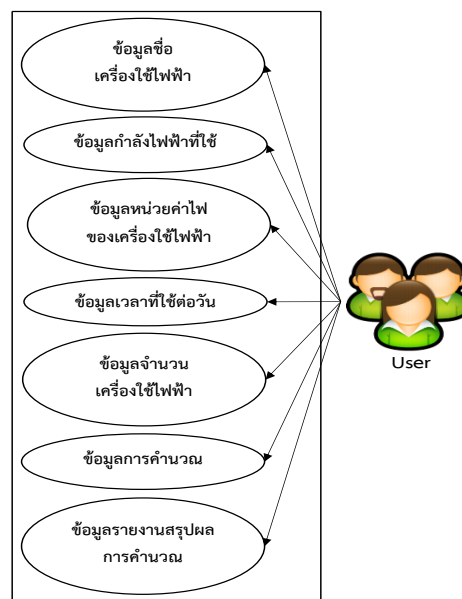 ข้อมูลชื่อ
เครื่องใช้ไฟฟ้า
ข้อมูลกำลังไฟฟ้าที่ใช้
ข้อมูลหน่วยค่าไฟ
ของเครื่องใช้ไฟฟ้า
ข้อมูลเวลาที่ใช้ต่อวัน
ข้อมูลจำนวน
เครื่องใช้ไฟฟ้า
ข้อมูลการคำนวณ
ข้อมูลรายงานสรุปผล
การคำนวณ
User